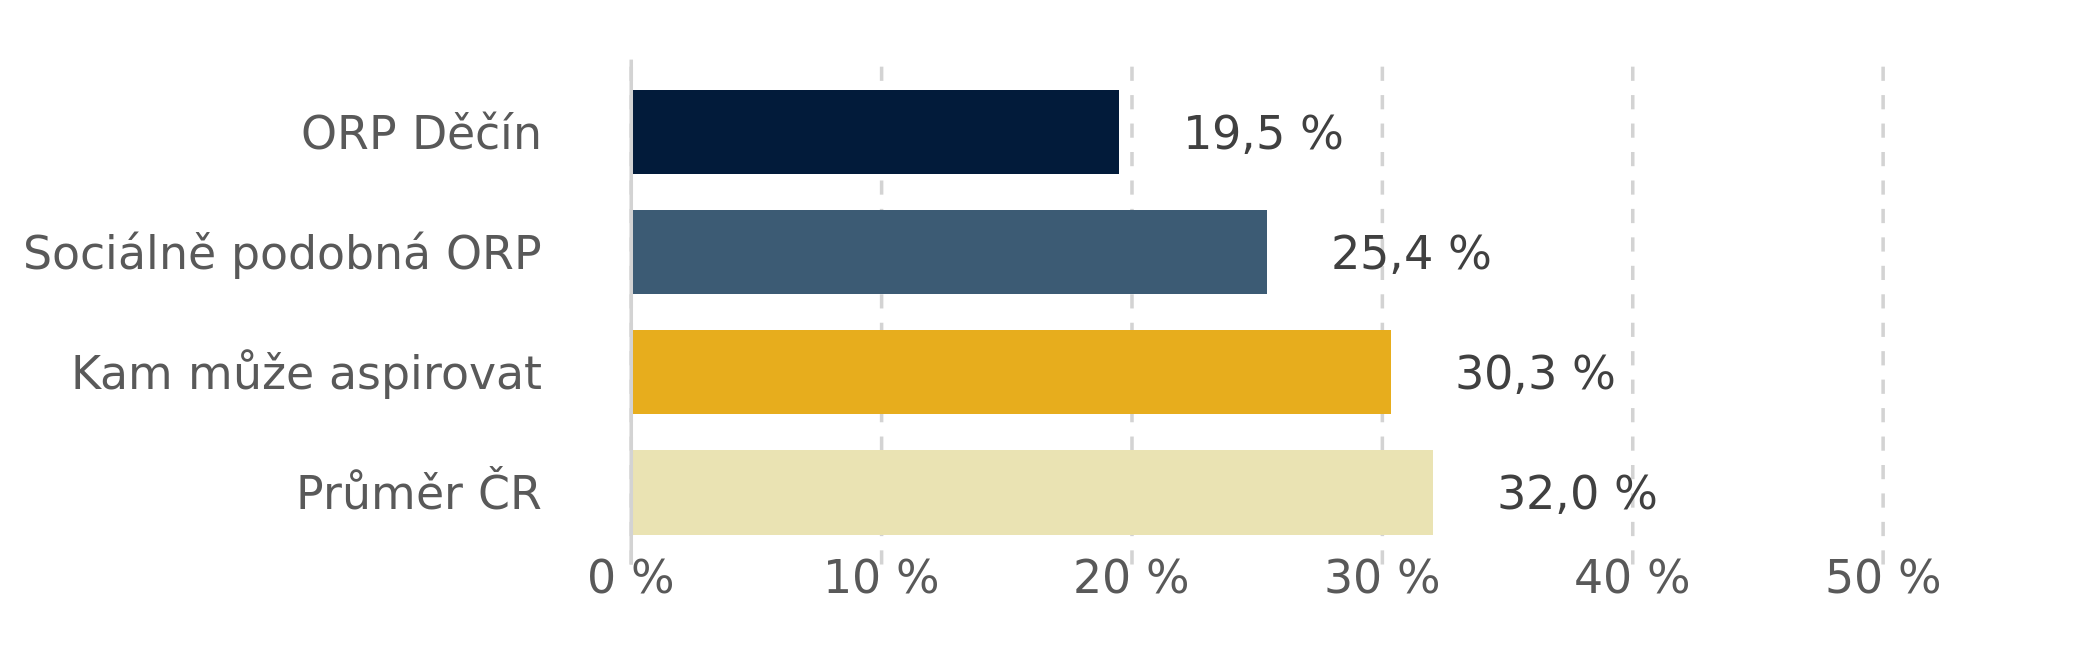 ORP Děčín 19,5 %
Sociálně podobná ORP 25,4 %
Kam může aspirovat 30,3 %
Průměr ČR 32,0 %
0 % 10 % 20 % 30 % 40 % 50 %